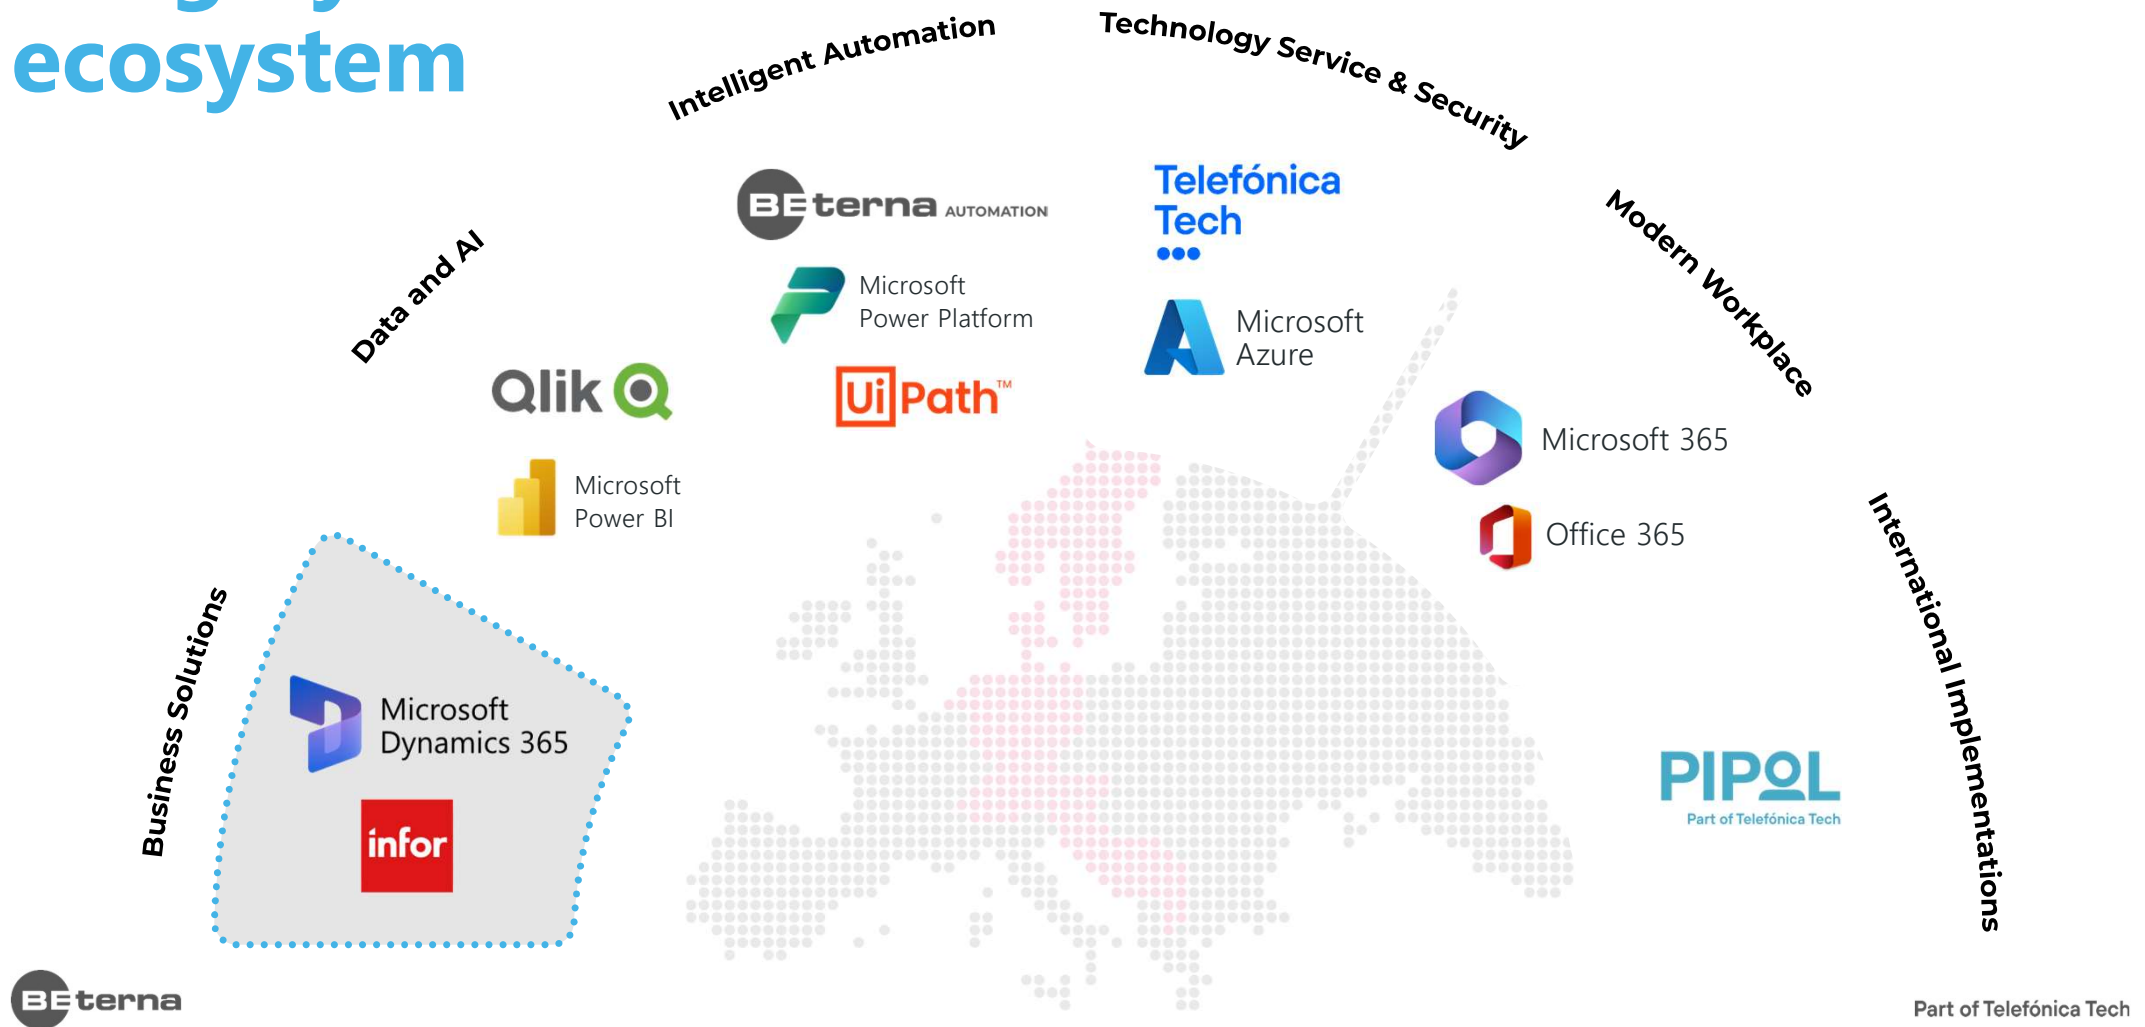 ecosystem
Intelligent Automation
Technology Service & Security
Data and AI
Modern Workplace
Business Solutions
International Implementations
BEterna AUTOMATION
Microsoft
Power Platform
UiPath™
Telefónica
Tech
Microsoft
Azure
Qlik
Microsoft
Power BI
Microsoft 365
Office 365
Microsoft
Dynamics 365
infor
PIPOL
Part of Telefónica Tech
BEterna
Part of Telefónica Tech